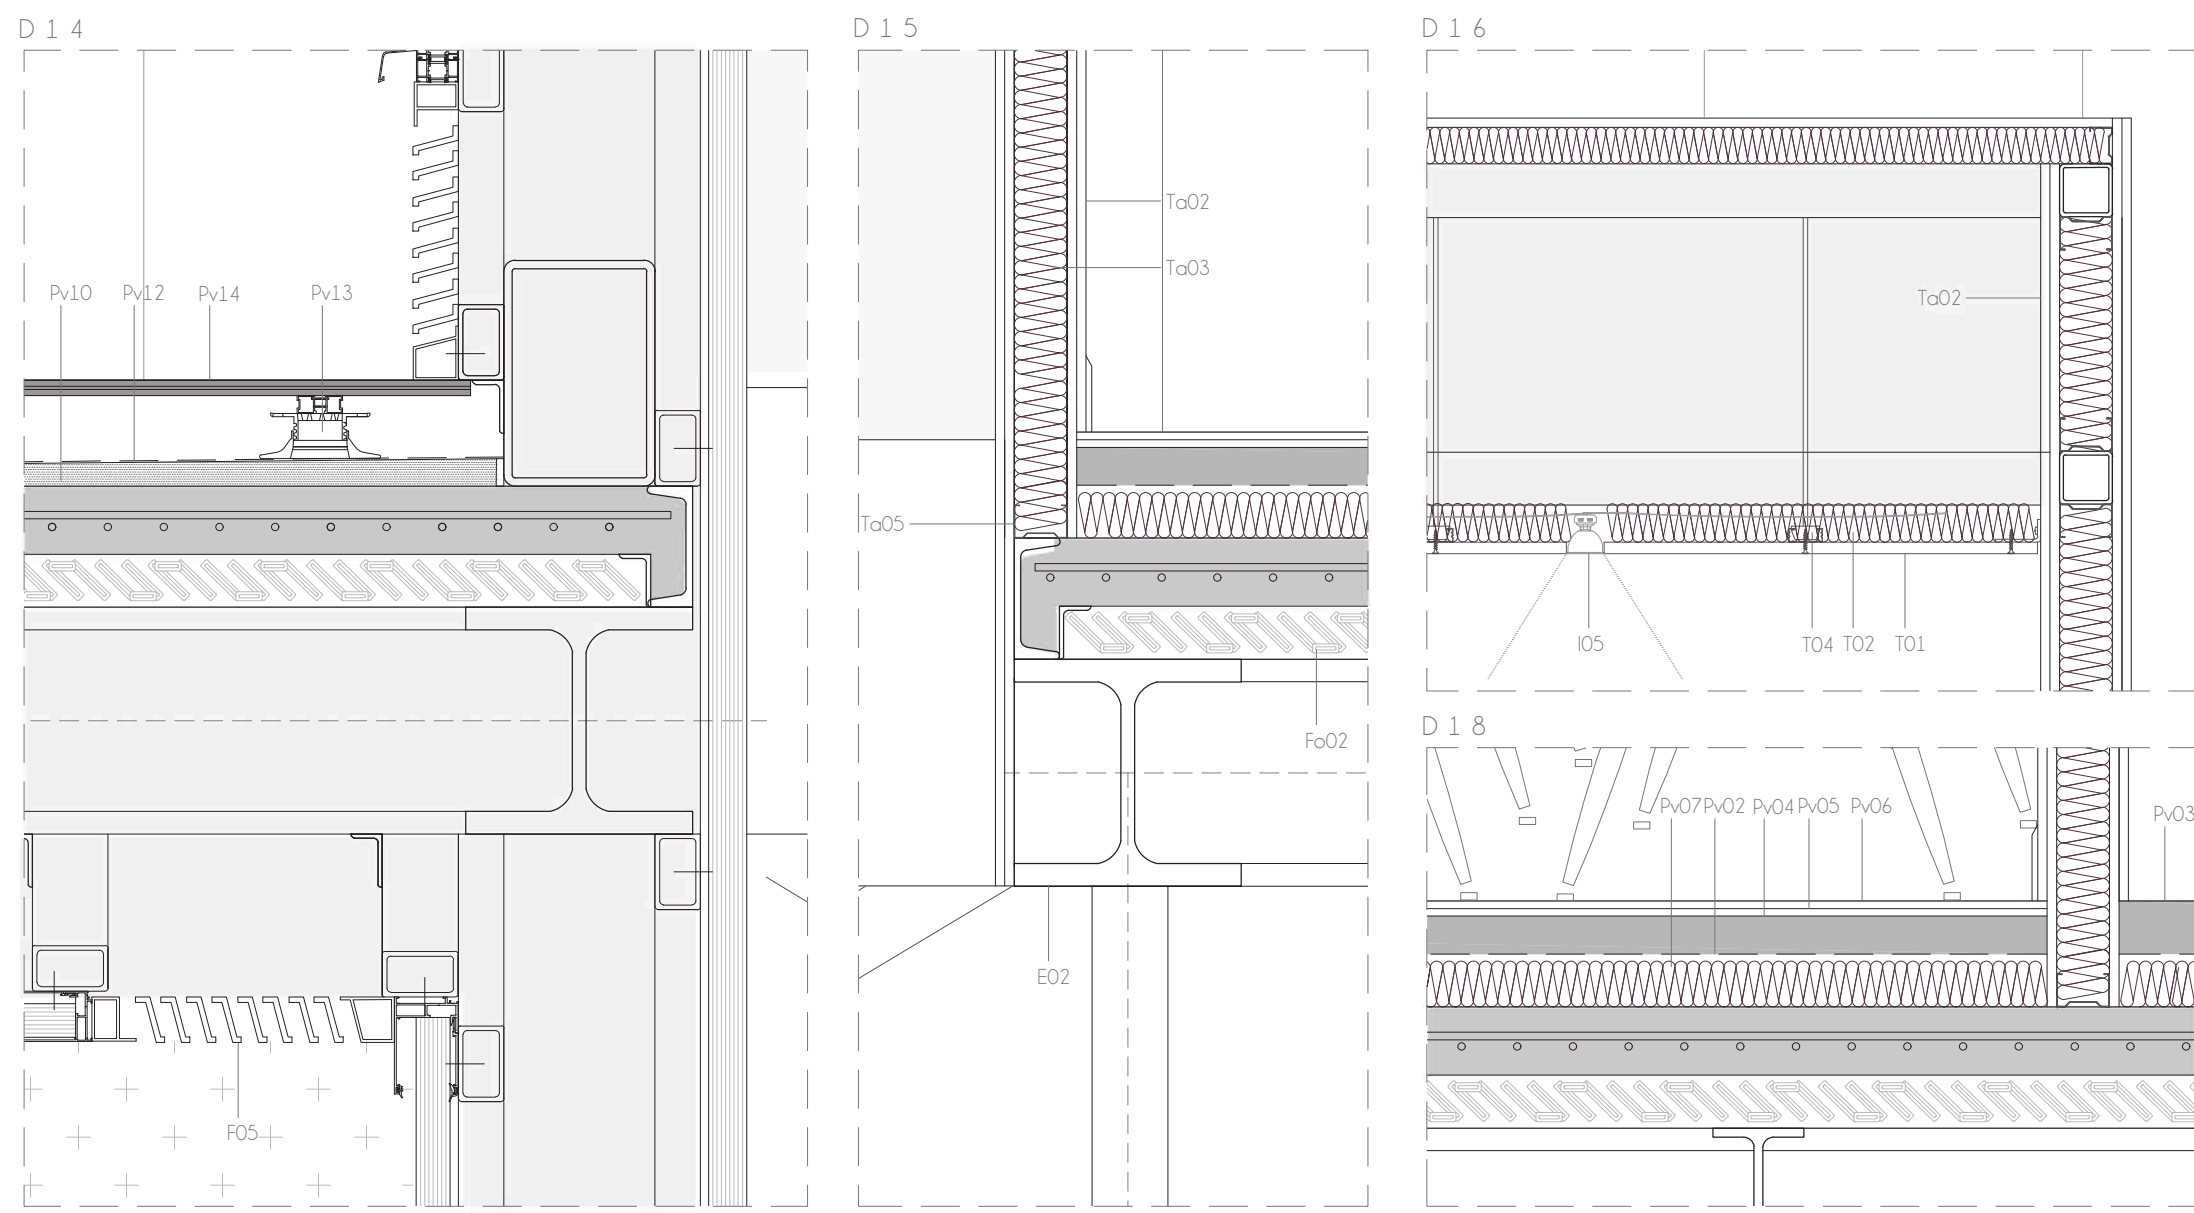 D14
Pv10 Pv12 Pv14 Pv13
F05
D15
Ta02
Ta03
Ta05
Fo02
E02
D16
Ta02
I05 T04 T02 T01
D18
Pv07 Pv02 Pv04 Pv05 Pv06 Pv03